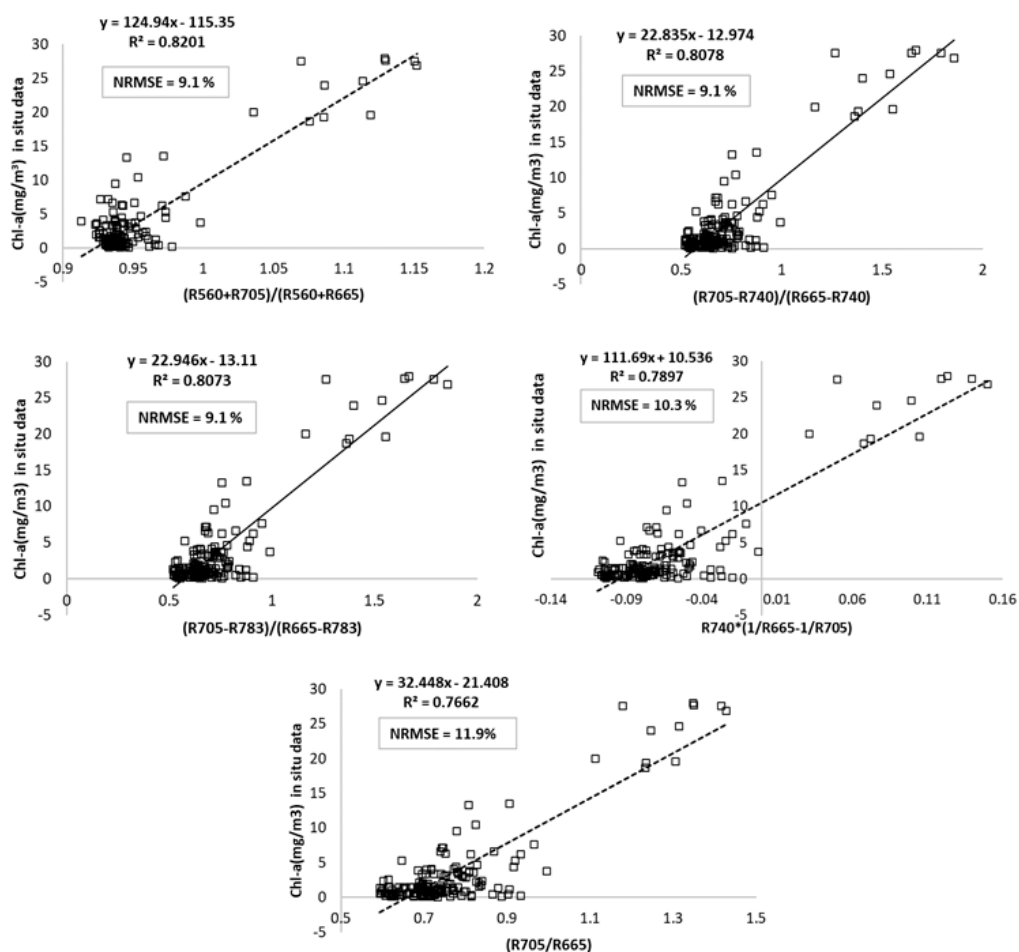 y = 124.94x - 115.35
R² = 0.8201
NRMSE = 9.1 %
Chl-a(mg/m³) in situ data
30
25
20
15
10
5
0
-5
0.9
0.95
1
1.05
1.1
1.15
1.2
(R560+R705)/(R560+R665)
y = 22.835x - 12.974
R² = 0.8078
NRMSE = 9.1 %
Chl-a(mg/m3) in situ data
30
25
20
15
10
5
0
-5
0
0.5
1
1.5
2
(R705-R740)/(R665-R740)
y = 22.946x - 13.11
R² = 0.8073
NRMSE = 9.1 %
Chl-a(mg/m3) in situ data
30
25
20
15
10
5
0
-5
0
0.5
1
1.5
2
(R705-R783)/(R665-R783)
y = 111.69x + 10.536
R² = 0.7897
NRMSE = 10.3 %
Chl-a(mg/m3) in situ data
30
25
20
15
10
5
0
-5
-0.14
-0.09
-0.04
0.01
0.06
0.11
0.16
R740*(1/R665-1/R705)
y = 32.448x - 21.408
R² = 0.7662
NRMSE = 11.9%
Chl-a(mg/m3) in situ data
30
25
20
15
10
5
0
-5
0.5
0.7
0.9
1.1
1.3
1.5
(R705/R665)